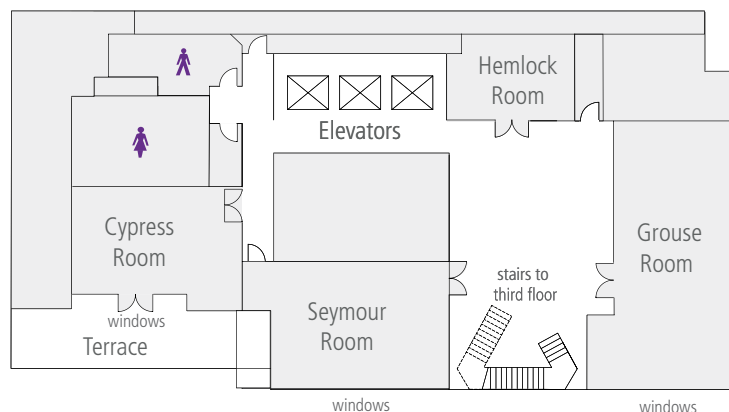 Hemlock
Room
Elevators
Cypress
Room
Grouse
Room
stairs to
third floor
Seymour
Room
windows
Terrace
windows
windows